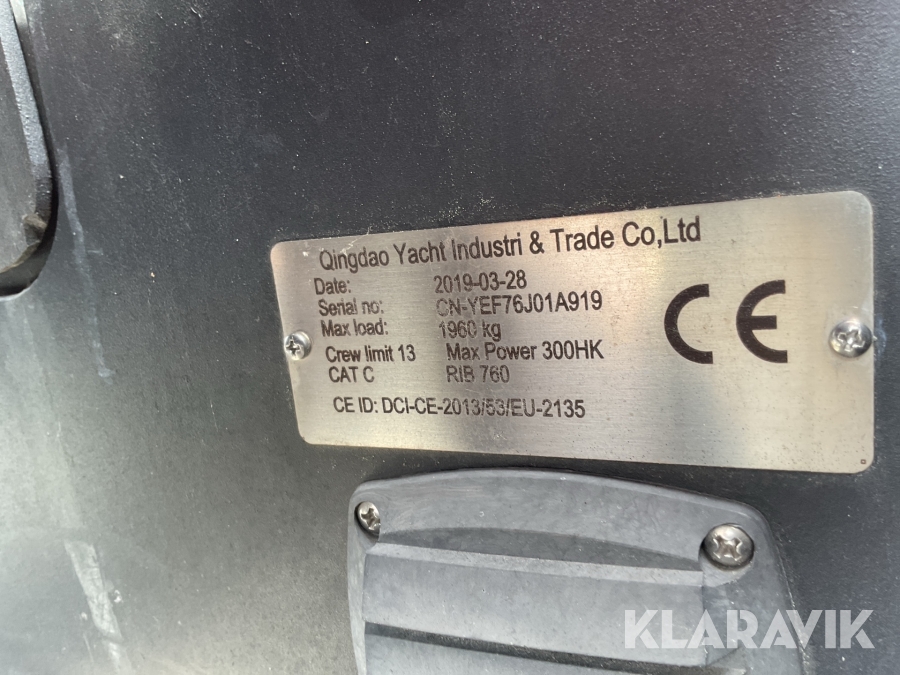 Qingdao Yacht Industri & Trade Co,Ltd
Date: 2019-03-28
Serial no: CN-YEF76J01A919
Max load: 1960 kg
Crew limit 13 Max Power 300HK
CAT C RIB 760
CE ID: DCI-CE-2013/53/EU-2135
CE
KLARAVIK